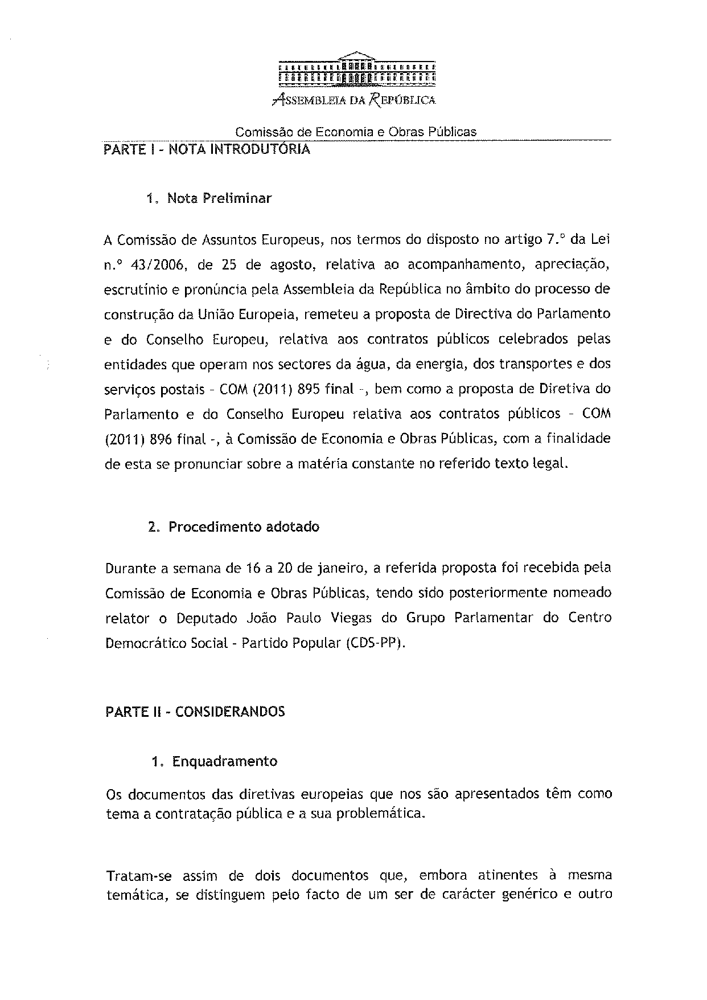 ASSEMBLEIA DA REPÚBLICA
Comissão de Economia e Obras Públicas
PARTE I - NOTA INTRODUTÓRIA
1. Nota Preliminar
A Comissão de Assuntos Europeus, nos termos do disposto no artigo 7.º da Lei
n.º 43/2006, de 25 de agosto, relativa ao acompanhamento, apreciação,
escrutínio e pronúncia pela Assembleia da República no âmbito do processo de
construção da União Europeia, remeteu a proposta de Directiva do Parlamento
e do Conselho Europeu, relativa aos contratos públicos celebrados pelas
entidades que operam nos sectores da água, da energia, dos transportes e dos
serviços postais - COM (2011) 895 final -, bem como a proposta de Diretiva do
Parlamento e do Conselho Europeu relativa aos contratos públicos - COM
(2011) 896 final -, à Comissão de Economia e Obras Públicas, com a finalidade
de esta se pronunciar sobre a matéria constante no referido texto legal.
2. Procedimento adotado
Durante a semana de 16 a 20 de janeiro, a referida proposta foi recebida pela
Comissão de Economia e Obras Públicas, tendo sido posteriormente nomeado
relator o Deputado João Paulo Viegas do Grupo Parlamentar do Centro
Democrático Social - Partido Popular (CDS-PP).
PARTE II - CONSIDERANDOS
1. Enquadramento
Os documentos das diretivas europeias que nos são apresentados têm como
tema a contratação pública e a sua problemática.
Tratam-se assim de dois documentos que, embora atinentes à mesma
temática, se distinguem pelo facto de um ser de carácter genérico e outro